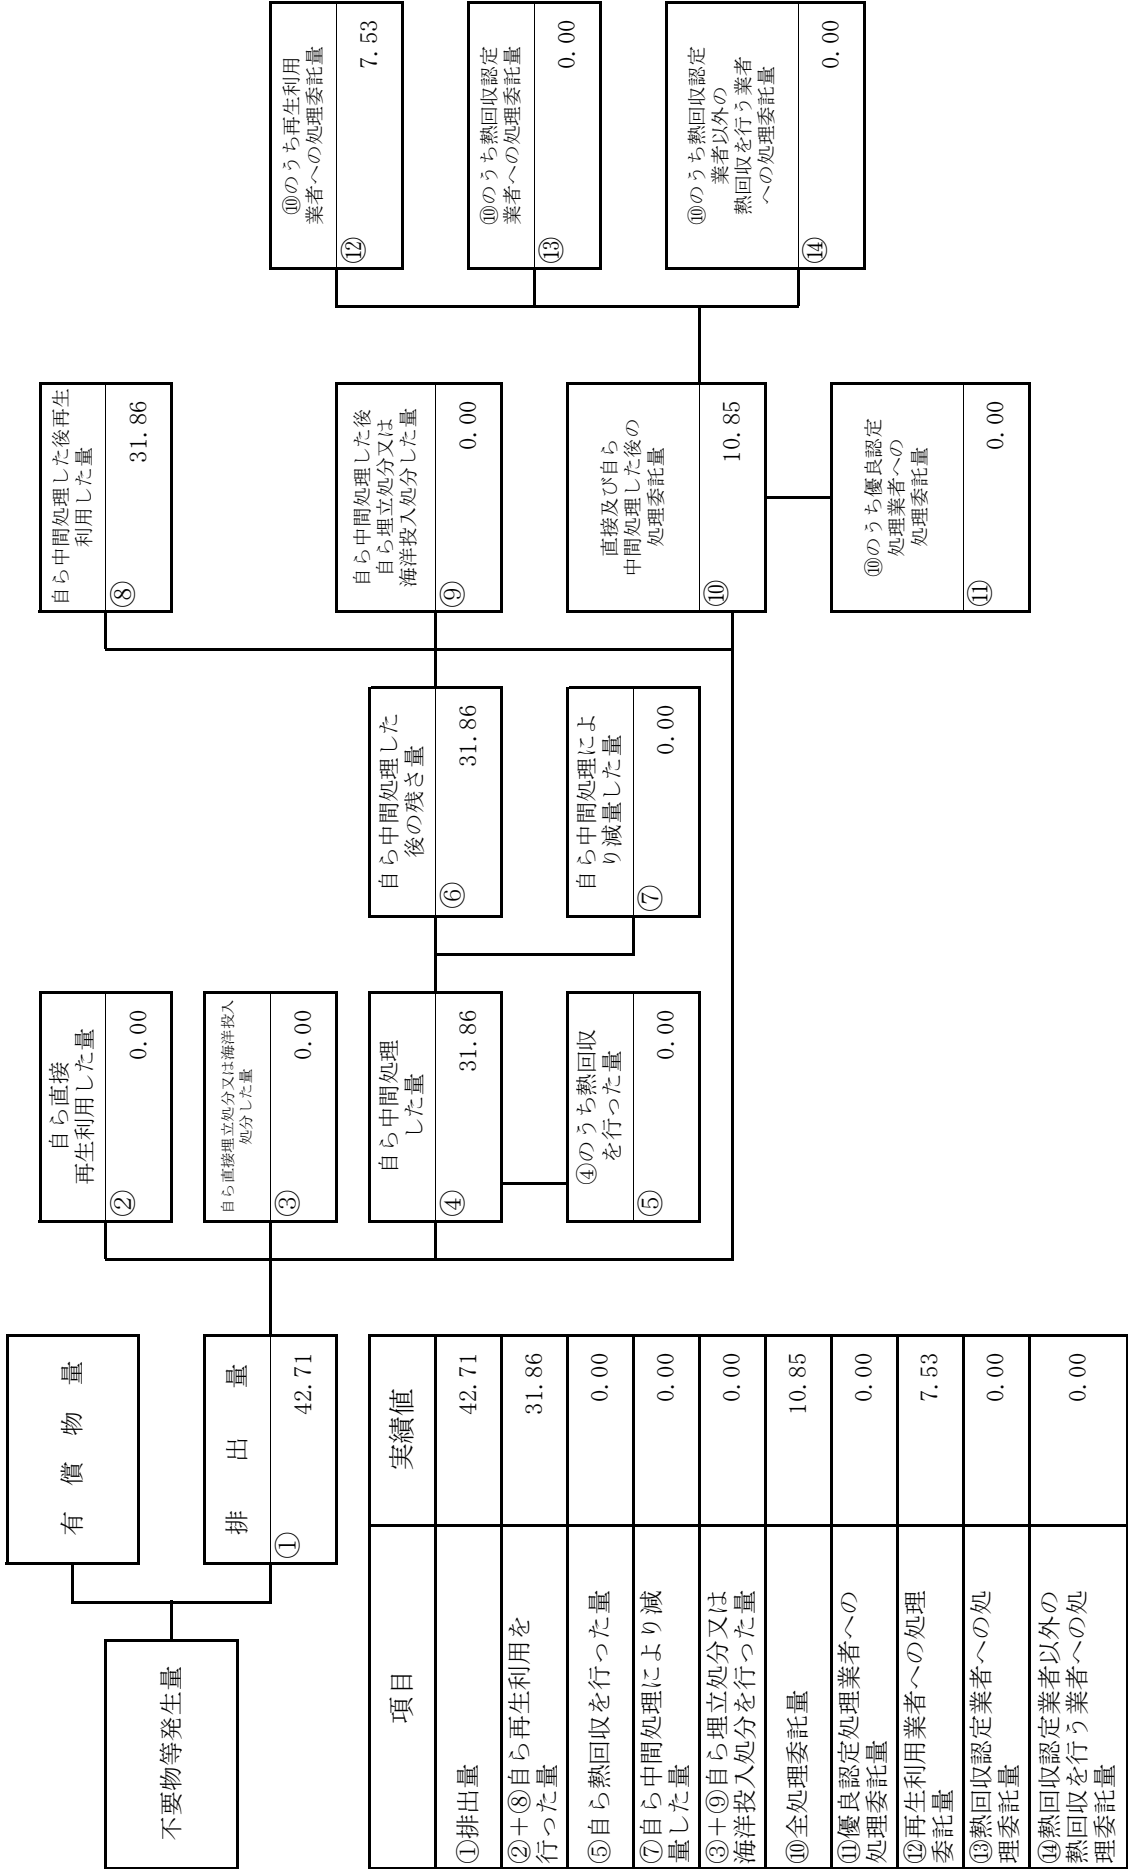 不要物等発生量
有償物量
排出量
①
42.71
自ら直接
再生利用した量
②
0.00
自ら直接埋立処分又は海洋投入
処分した量
③
0.00
自ら中間処理
した量
④
31.86
④のうち熱回収
を行った量
⑤
0.00
自ら中間処理した
後の残さ量
⑥
31.86
自ら中間処理によ
り減量した量
⑦
0.00
自ら中間処理した後再生
利用した量
⑧
31.86
自ら中間処理した後
自ら埋立処分又は
海洋投入処分した量
⑨
0.00
直接及び自ら
中間処理した後の
処理委託量
⑩
10.85
⑩のうち優良認定
処理業者への
処理委託量
⑪
0.00
⑩のうち再生利用
業者への処理委託量
⑫
7.53
⑩のうち熱回収認定
業者への処理委託量
⑬
0.00
⑩のうち熱回収認定
業者以外の
熱回収を行う業者
への処理委託量
⑭
0.00
項目 実績値
①排出量 42.71
②+⑧自ら再生利用を
行った量 31.86
⑤自ら熱回収を行った量 0.00
⑦自ら中間処理により減
量した量 0.00
③+⑨自ら埋立処分又は
海洋投入処分を行った量 0.00
⑩全処理委託量 10.85
⑪優良認定処理業者への
処理委託量 0.00
⑫再生利用業者への処理
委託量 7.53
⑬熱回収認定業者への処
理委託量 0.00
⑭熱回収認定業者以外の
熱回収を行う業者への処
理委託量 0.00